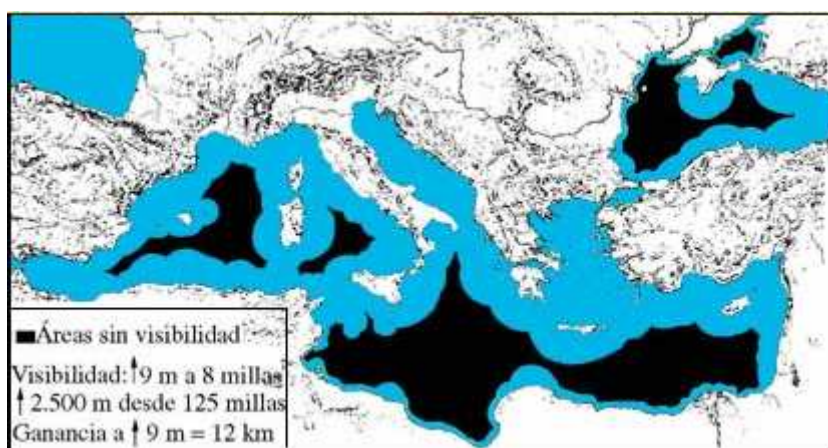 Áreas sin visibilidad
Visibilidad: ↑9 m a 8 millas
↑ 2.500 m desde 125 millas
Ganancia a ↑ 9 m = 12 km